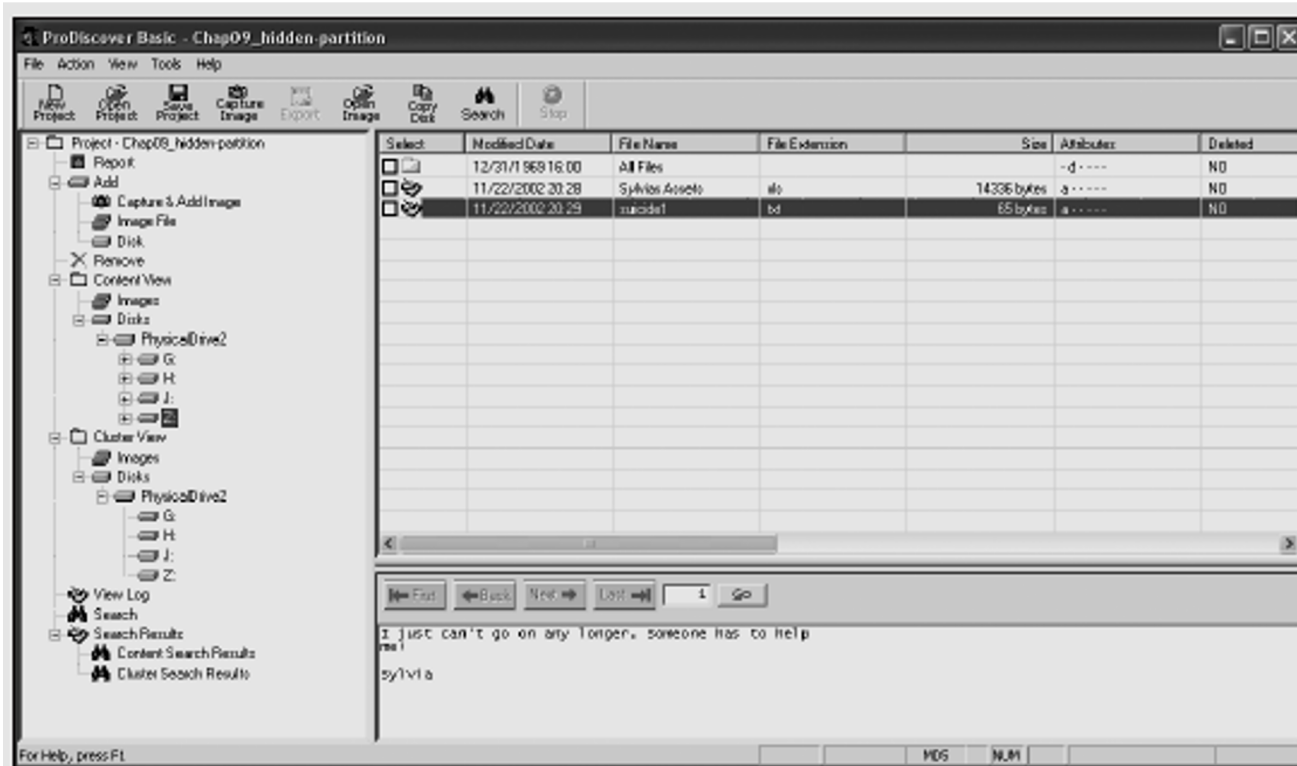 ProDiscover Basic - Chap09_hidden-partition
File Action View Tools Help
New Project
Open Project
Save Project
Capture Image
Export
Open Image
Copy Disk
Search
Stop
Project - Chap09_hidden-partition
Report
Add
Capture & Add Image
Image File
Disk
Remove
Content View
Images
Disks
PhysicalDrive2
G:
H:
J:
Z:
Cluster View
Images
Disks
PhysicalDrive2
G:
H:
J:
Z:
View Log
Search
Search Results
Content Search Results
Cluster Search Results
Select Modified Date File Name File Extension Size Attributes Deleted
12/31/1969 16:00 All Files - d - - - - NO
11/22/2002 20:28 Sylvias Assets xls 14336 bytes a - - - - - NO
11/22/2002 20:29 suicide1 txt 65 bytes a - - - - - NO
First Back Next Last 1 Go
I just can't go on any longer. Someone has to help
me!
sylvia
For Help, press F1 MD5 NUM